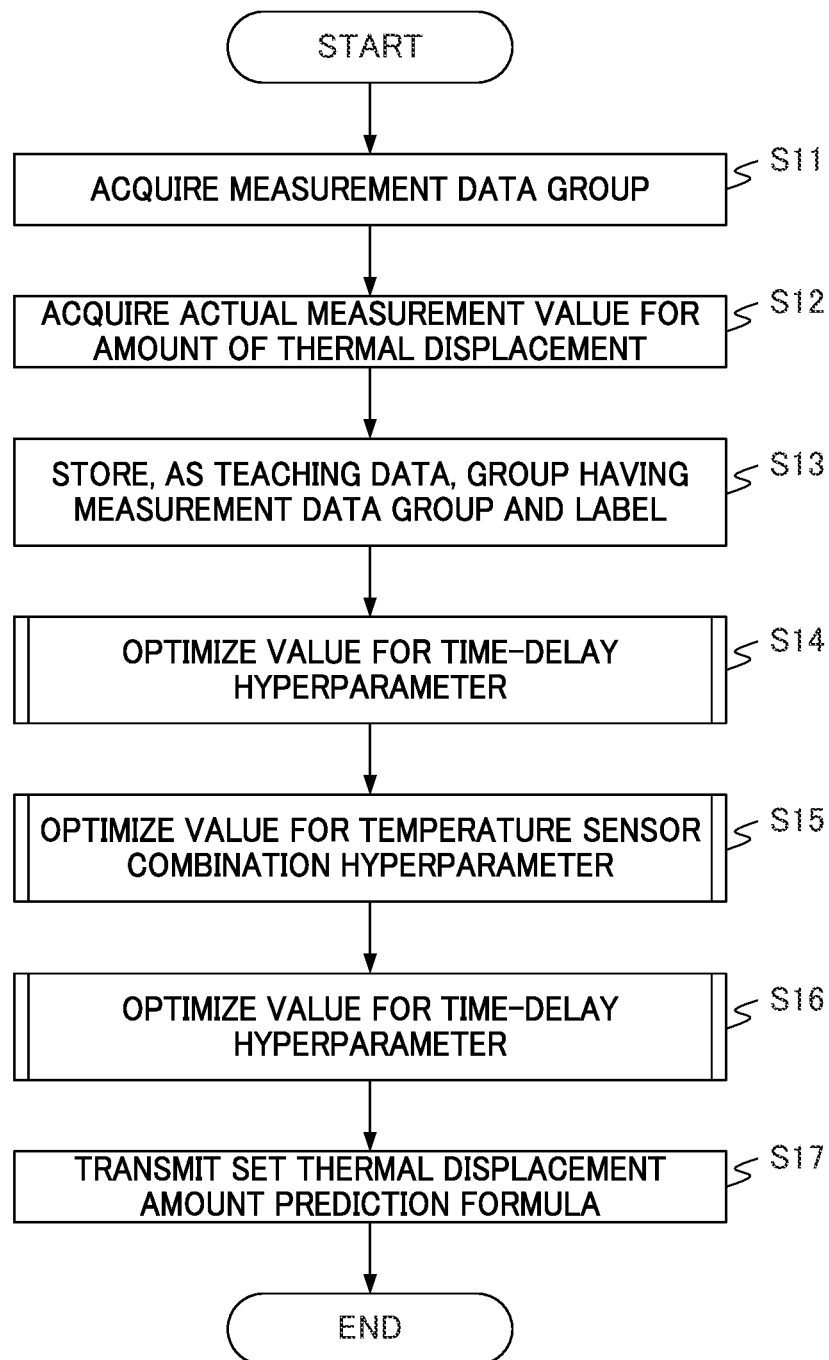 START
S11
ACQUIRE MEASUREMENT DATA GROUP
S12
ACQUIRE ACTUAL MEASUREMENT VALUE FOR
AMOUNT OF THERMAL DISPLACEMENT
S13
STORE, AS TEACHING DATA, GROUP HAVING
MEASUREMENT DATA GROUP AND LABEL
S14
OPTIMIZE VALUE FOR TIME-DELAY
HYPERPARAMETER
S15
OPTIMIZE VALUE FOR TEMPERATURE SENSOR
COMBINATION HYPERPARAMETER
S16
OPTIMIZE VALUE FOR TIME-DELAY
HYPERPARAMETER
S17
TRANSMIT SET THERMAL DISPLACEMENT
AMOUNT PREDICTION FORMULA
END